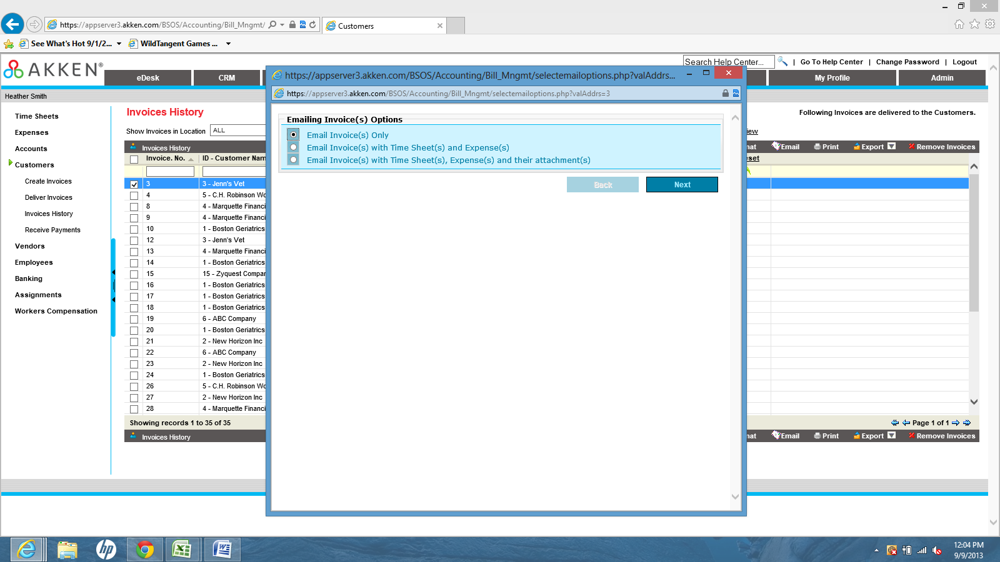 https://appserver3.akken.com/BSOS/Accounting/Bill_Mngmt/
Customers
See What's Hot 9/1/2...
WildTangent Games ...
AKKEN®
Search Help Center...
| Go To Help Center | Change Password | Logout
eDesk
CRM
My Profile
Admin
Heather Smith
Time Sheets
Expenses
Accounts
Customers
Create Invoices
Deliver Invoices
Invoices History
Receive Payments
Vendors
Employees
Banking
Assignments
Workers Compensation
Invoices History
Following Invoices are delivered to the Customers.
Show Invoices in Location ALL
iew
Invoices History
mat Email Print Export Remove Invoices
Invoice. No. ID - Customer Nam
eset
3 3 - Jenn's Vet
4 5 - C.H. Robinson Wo
8 4 - Marquette Financi
9 4 - Marquette Financi
10 1 - Boston Geriatrics
12 3 - Jenn's Vet
13 4 - Marquette Financi
14 1 - Boston Geriatrics
15 15 - Zyquest Compar
16 1 - Boston Geriatrics
17 1 - Boston Geriatrics
18 1 - Boston Geriatrics
19 6 - ABC Company
20 1 - Boston Geriatrics
21 2 - New Horizon Inc
22 6 - ABC Company
23 2 - New Horizon Inc
24 1 - Boston Geriatrics
26 5 - C.H. Robinson Wo
27 2 - New Horizon Inc
28 4 - Marquette Financi
Showing records 1 to 35 of 35
Page 1 of 1
Invoices History
mat Email Print Export Remove Invoices
https://appserver3.akken.com/BSOS/Accounting/Bill_Mngmt/selectemailoptions.php?valAddrs...
https://appserver3.akken.com/BSOS/Accounting/Bill_Mngmt/selectemailoptions.php?valAddrs=3
Emailing Invoice(s) Options
Email Invoice(s) Only
Email Invoice(s) with Time Sheet(s) and Expense(s)
Email Invoice(s) with Time Sheet(s), Expense(s) and their attachment(s)
Back
Next
hp
12:04 PM
9/9/2013